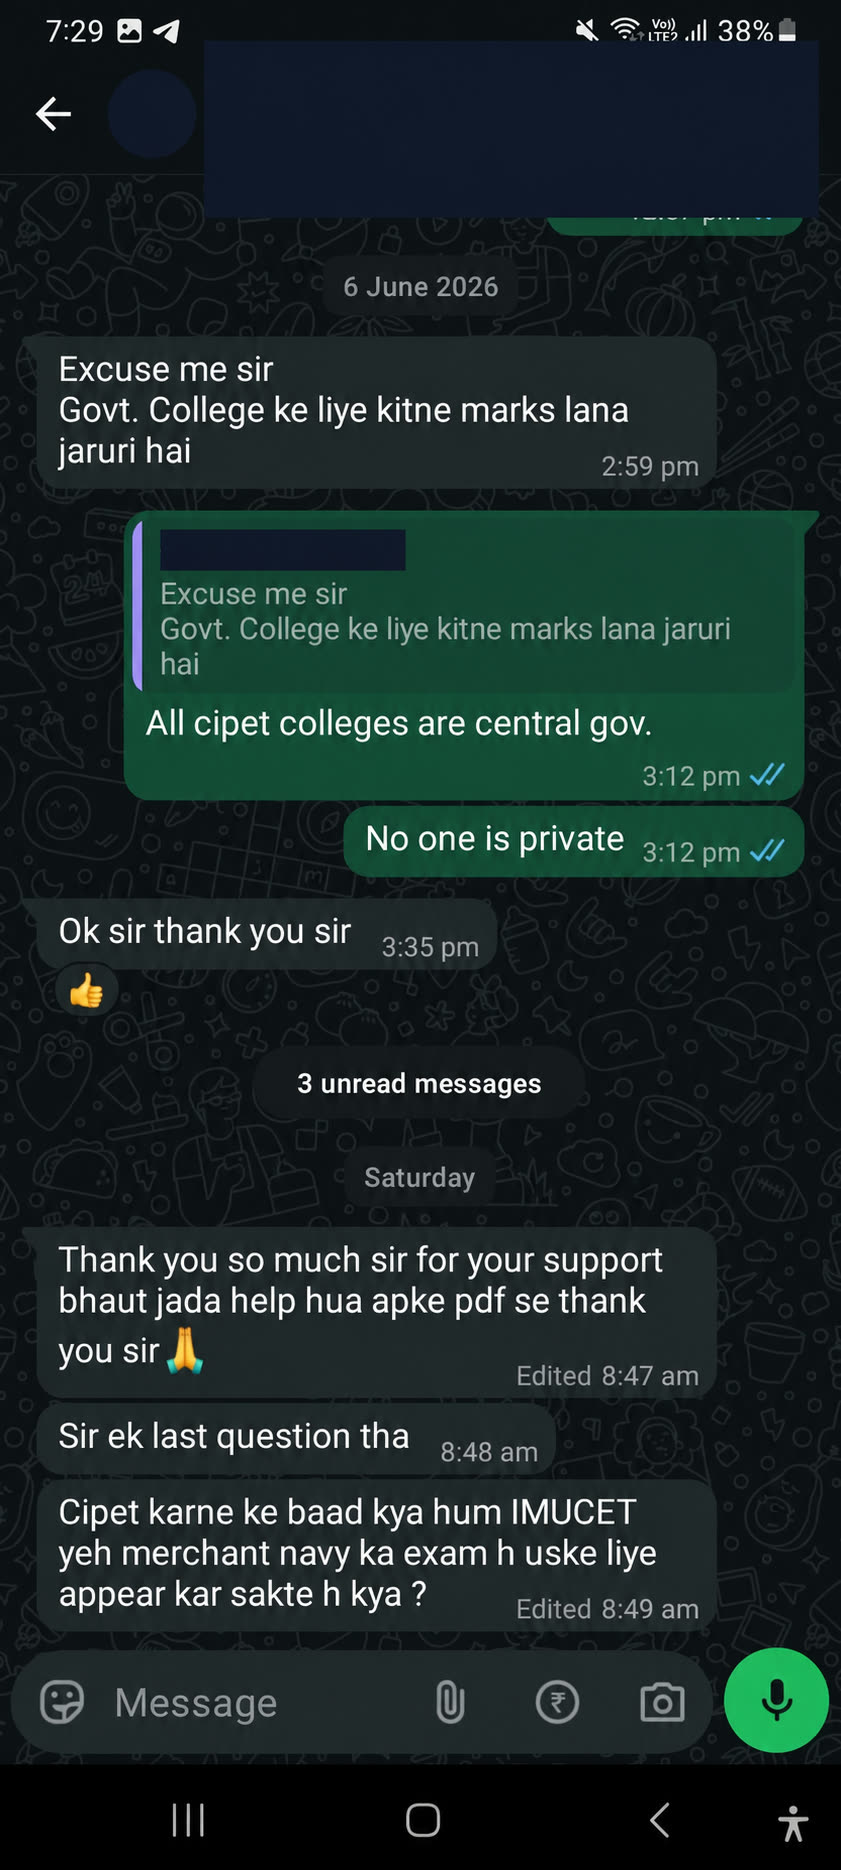 7:29
Vo))
LTE2
38%
6 June 2026
Excuse me sir
Govt. College ke liye kitne marks lana
jaruri hai
2:59 pm
Excuse me sir
Govt. College ke liye kitne marks lana jaruri
hai
All cipet colleges are central gov.
3:12 pm
No one is private 3:12 pm
Ok sir thank you sir 3:35 pm
👍
3 unread messages
Saturday
Thank you so much sir for your support
bhaut jada help hua apke pdf se thank
you sir 🙏
Edited 8:47 am
Sir ek last question tha 8:48 am
Cipet karne ke baad kya hum IMUCET
yeh merchant navy ka exam h uske liye
appear kar sakte h kya ?
Edited 8:49 am
Message